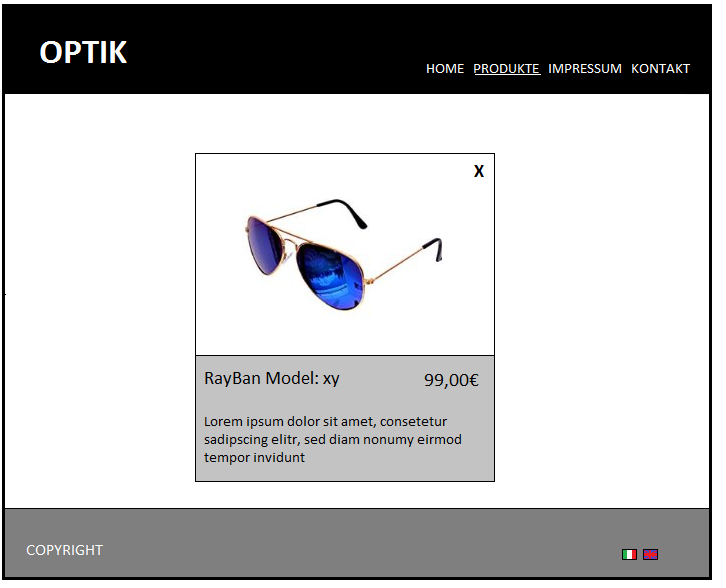 OPTIK
HOME PRODUKTE IMPRESSUM KONTAKT
X
RayBan Model: xy 99,00€
Lorem ipsum dolor sit amet, consetetur
sadipscing elitr, sed diam nonumy eirmod
tempor invidunt
COPYRIGHT